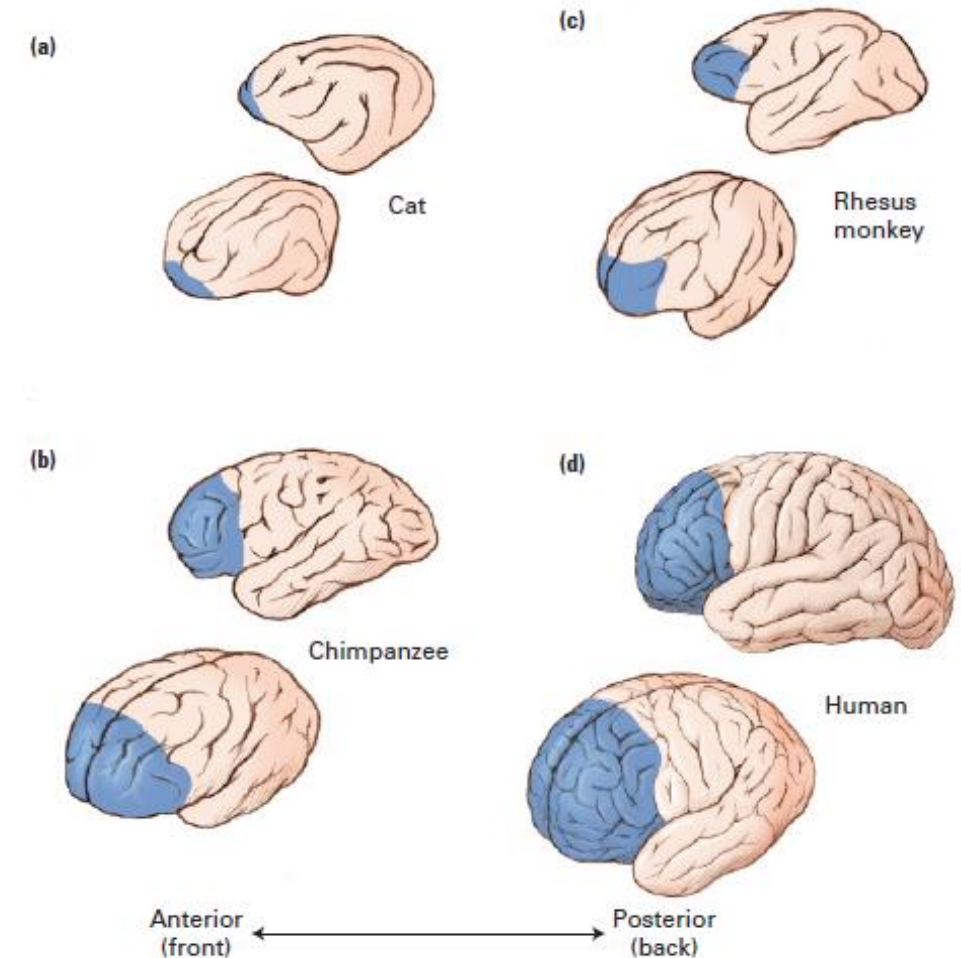 (a)
Cat
(c)
Rhesus
monkey
(b)
Chimpanzee
(d)
Human
Anterior
(front)
Posterior
(back)